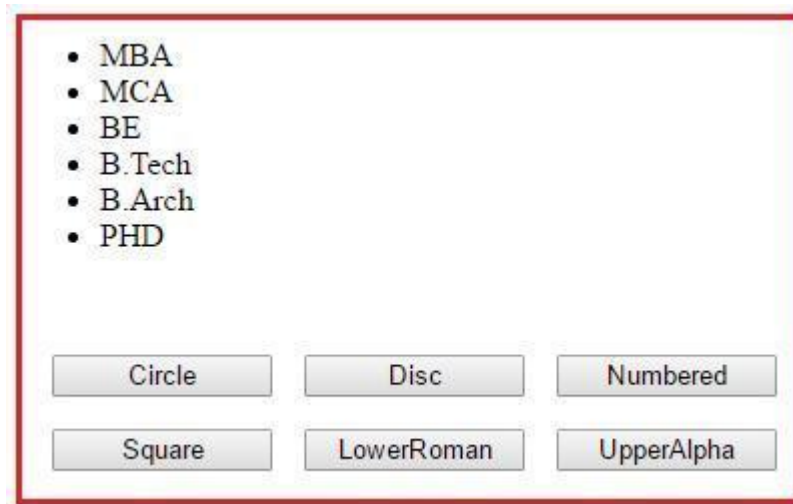 MBA
MCA
BE
B.Tech
B.Arch
PHD
Circle Disc Numbered
Square LowerRoman UpperAlpha